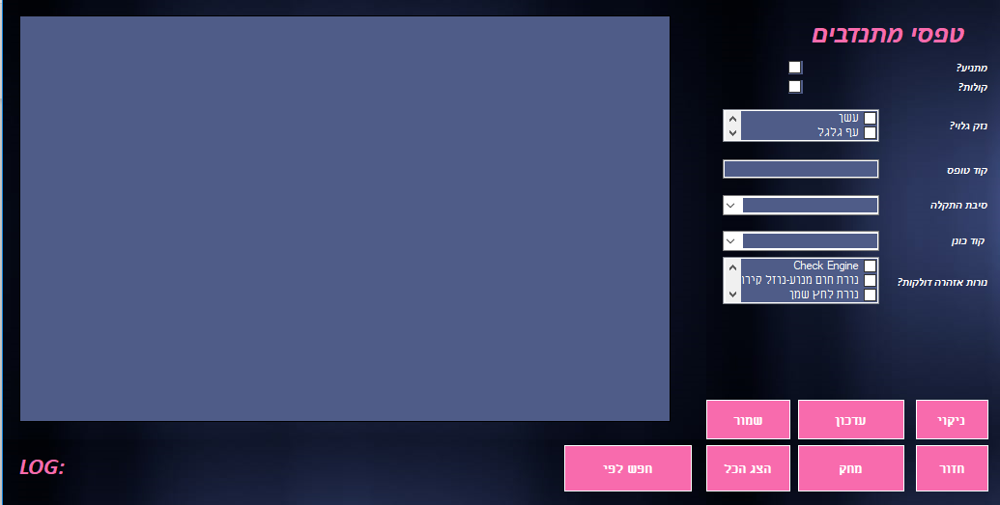 טפסי מתנדבים
מתניע?
קולות?
נזק גלוי?
עשן
עף גלגל
קוד טופס
סיבת התקלה
קוד כונן
נורות אזהרה דולקות?
Check Engine
נורת חום מנוע-נוזל קירו
נורת לחץ שמן
ניקוי
עדכון
שמור
חזור
מחק
הצג הכל
חפש לפי
LOG: